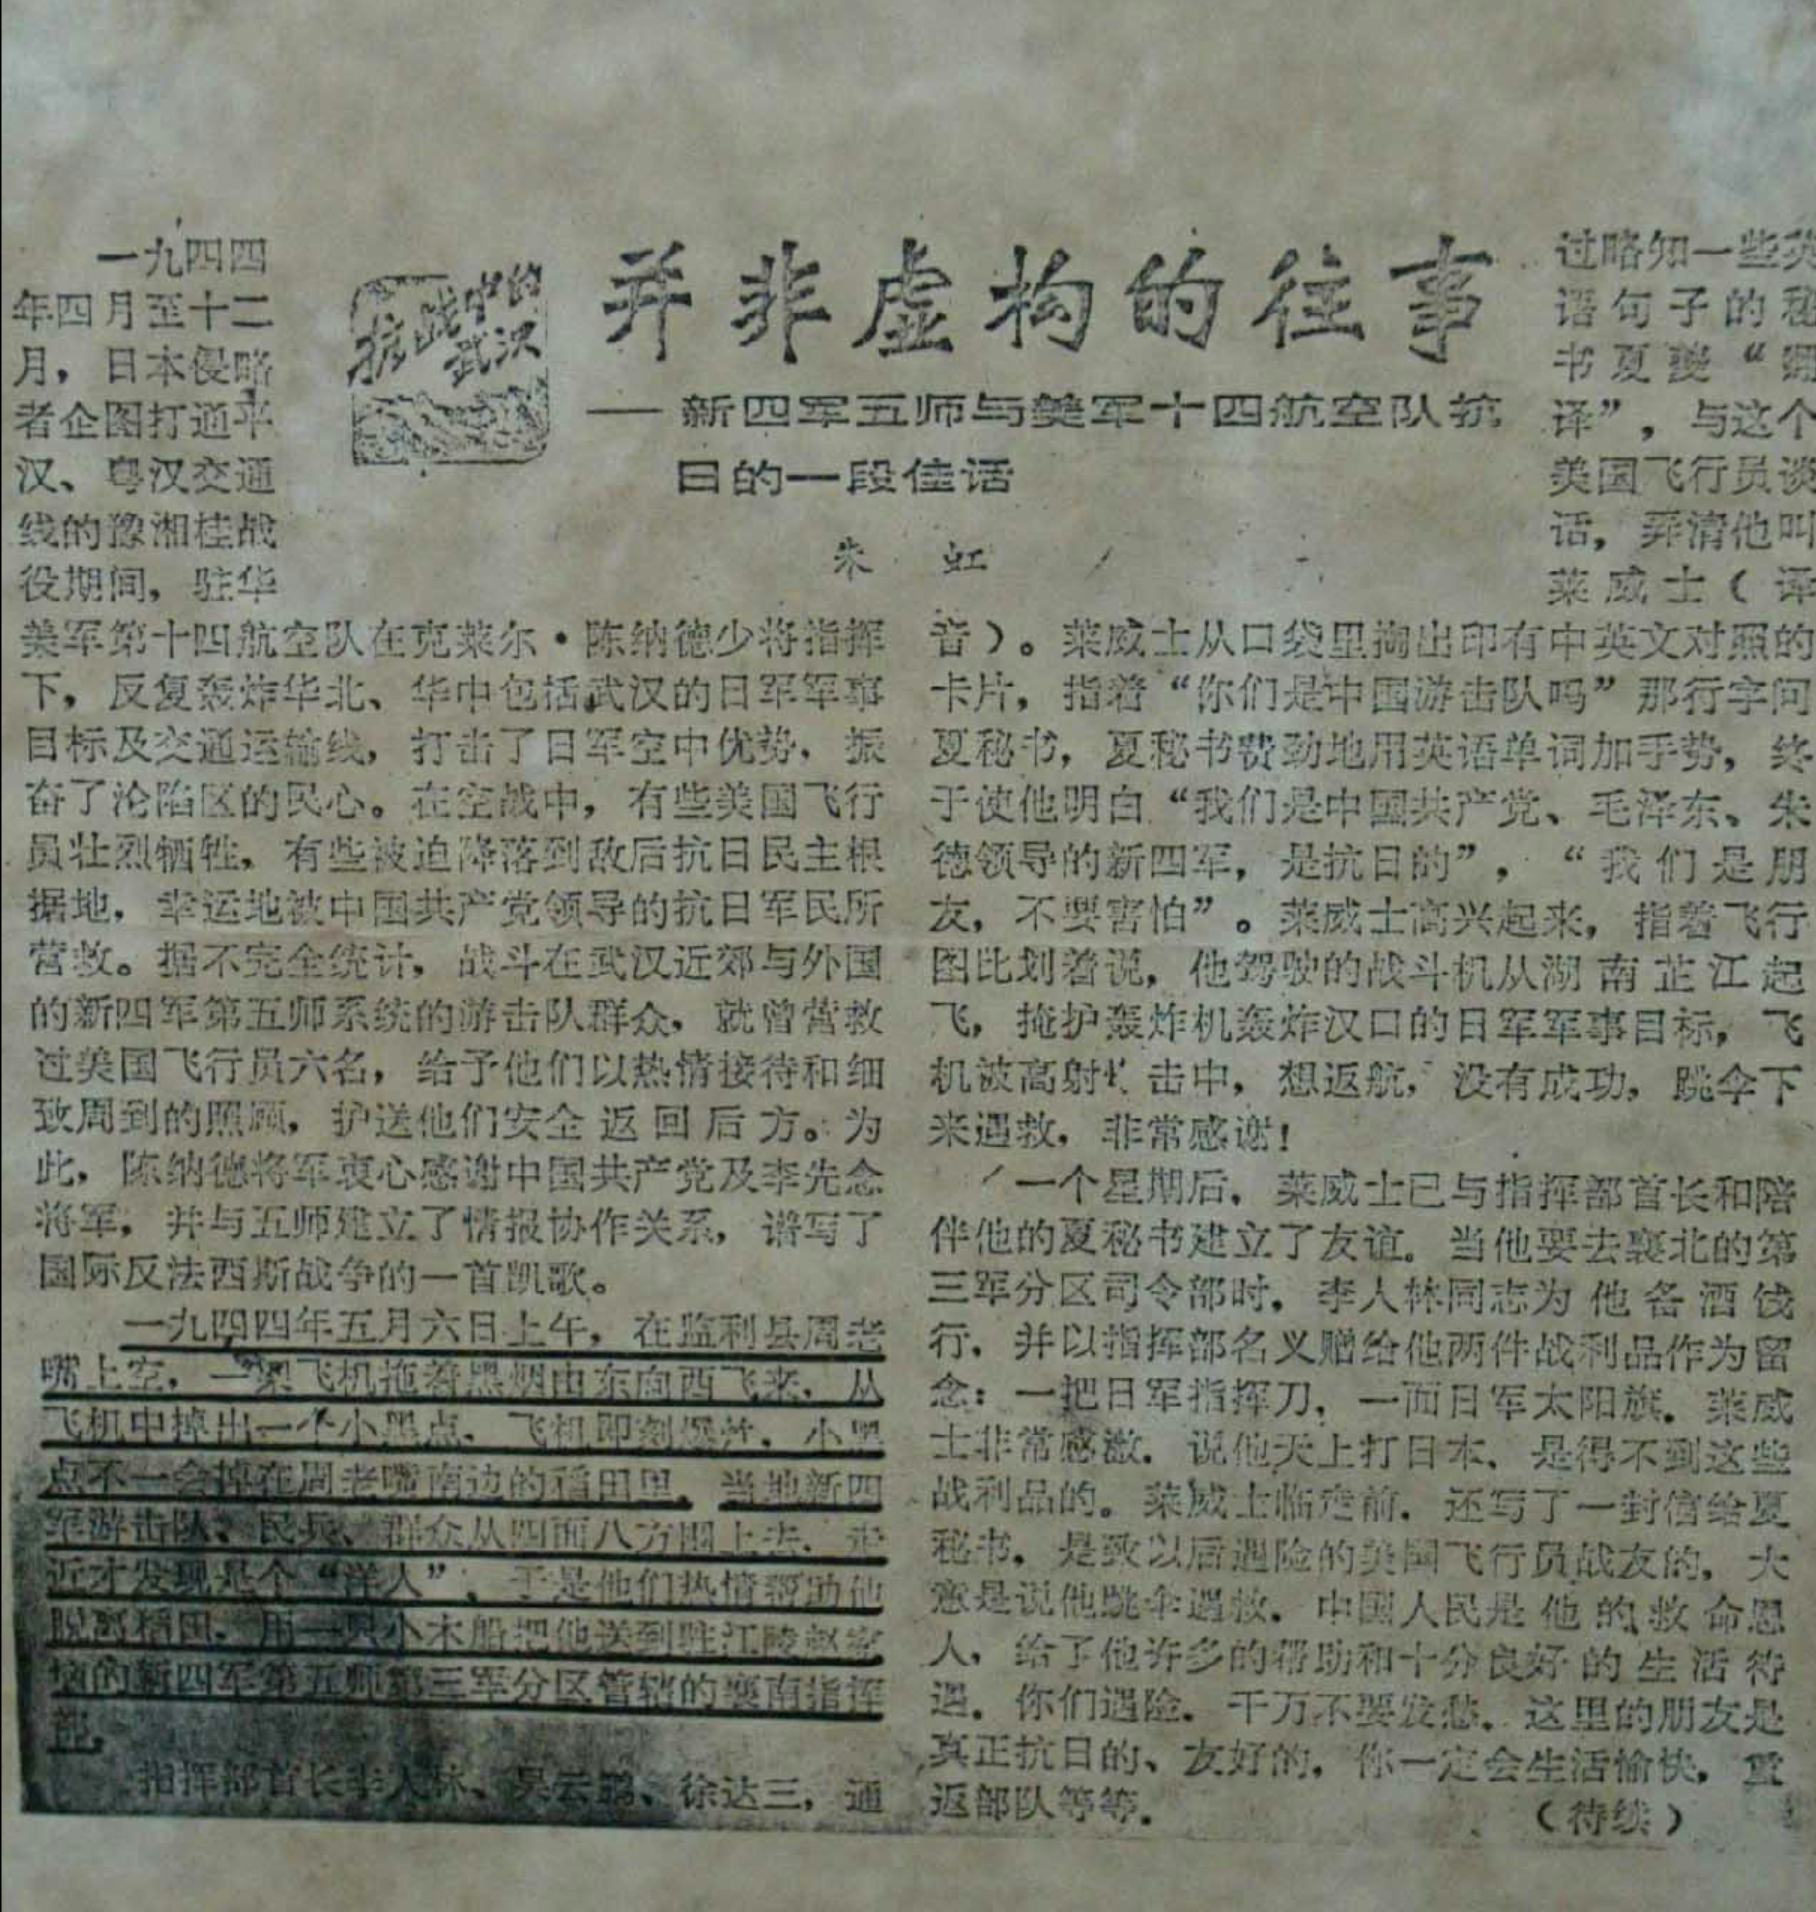 抗战中的
武汉
并非虚构的往事
——新四军五师与美军十四航空队抗
日的一段佳话
朱 虹
一九四四
年四月至十二
月，日本侵略
者企图打通平
汉、粤汉交通
线的豫湘桂战
役期间，驻华
美军第十四航空队在克莱尔·陈纳德少将指挥
下，反复轰炸华北、华中包括武汉的日军军事
目标及交通运输线，打击了日军空中优势，振
奋了沦陷区的民心。在空战中，有些美国飞行
员壮烈牺牲，有些被迫降落到敌后抗日民主根
据地，幸运地被中国共产党领导的抗日军民所
营救。据不完全统计，战斗在武汉近郊与外围
的新四军第五师系统的游击队群众，就曾营救
过美国飞行员六名，给予他们以热情接待和细
致周到的照顾，护送他们安全返回后方。为
此，陈纳德将军衷心感谢中国共产党及李先念
将军，并与五师建立了情报协作关系，谱写了
国际反法西斯战争的一首凯歌。
一九四四年五月六日上午，在监利县周老
嘴上空，一架飞机拖着黑烟由东向西飞来，从
飞机中掉出一个小黑点，飞机即刻爆炸，小黑
点不一会掉在周老嘴南边的稻田里，当地新四
军游击队、民兵、群众从四面八方围上去，走
近才发现是个“洋人”，于是他们热情帮助他
脱离稻田，用一只小木船把他送到驻江陵赵家
垴的新四军第五师第三军分区管辖的襄南指挥
部。
指挥部首长李人林、吴云鹏、徐达三，通
过略知一些英
语句子的秘
书夏斐“翻
译”，与这个
美国飞行员谈
话，弄清他叫
莱威士（译
音）。莱威士从口袋里掏出印有中英文对照的
卡片，指着“你们是中国游击队吗”那行字问
夏秘书，夏秘书费劲地用英语单词加手势，终
于使他明白“我们是中国共产党、毛泽东、朱
德领导的新四军，是抗日的”，“我们是朋
友，不要害怕”。莱威士高兴起来，指着飞行
图比划着说，他驾驶的战斗机从湖南芷江起
飞，掩护轰炸机轰炸汉口的日军军事目标，飞
机被高射 击中，想返航，没有成功，跳伞下
来遇救，非常感谢！
一个星期后，莱威士已与指挥部首长和陪
伴他的夏秘书建立了友谊。当他要去襄北的第
三军分区司令部时，李人林同志为他备酒饯
行，并以指挥部名义赠给他两件战利品作为留
念：一把日军指挥刀，一面日军太阳旗。莱威
士非常感激，说他天上打日本，是得不到这些
战利品的。莱威士临走前，还写了一封信给夏
秘书，是致以后遇险的美国飞行员战友的，大
意是说他跳伞遇救，中国人民是他的救命恩
人，给了他许多的帮助和十分良好的生活待
遇。你们遇险，千万不要发愁。这里的朋友是
真正抗日的、友好的，你一定会生活愉快，重
返部队等等。
（待续）